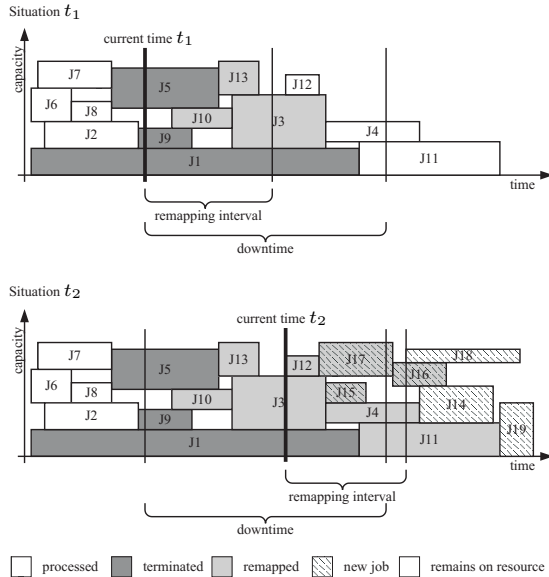 Situation t1
current time t1
capacity
J7
J5
J13
J12
J6
J8
J10
J3
J2
J9
J4
J1
J11
time
remapping interval
downtime
Situation t2
current time t2
capacity
J7
J5
J13
J12
J17
J18
J16
J6
J8
J10
J3
J15
J2
J9
J4
J14
J1
J11
J19
time
remapping interval
downtime
processed terminated remapped new job remains on resource